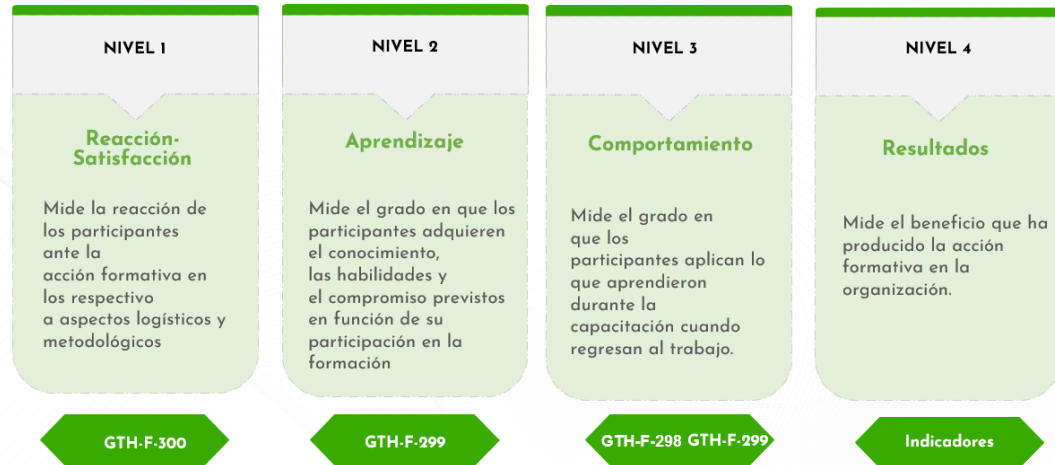 NIVEL 1
Reacción-
Satisfacción
Mide la reacción de
los participantes
ante la
acción formativa en
los respectivo
a aspectos logísticos y
metodológicos
GTH-F-300
NIVEL 2
Aprendizaje
Mide el grado en que los
participantes adquieren
el conocimiento,
las habilidades y
el compromiso previstos
en función de su
participación en la
formación
GTH-F-299
NIVEL 3
Comportamiento
Mide el grado en
que los
participantes aplican lo
que aprendieron
durante la
capacitación cuando
regresan al trabajo.
GTH-F-298 GTH-F-299
NIVEL 4
Resultados
Mide el beneficio que ha
producido la acción
formativa en la
organización.
Indicadores